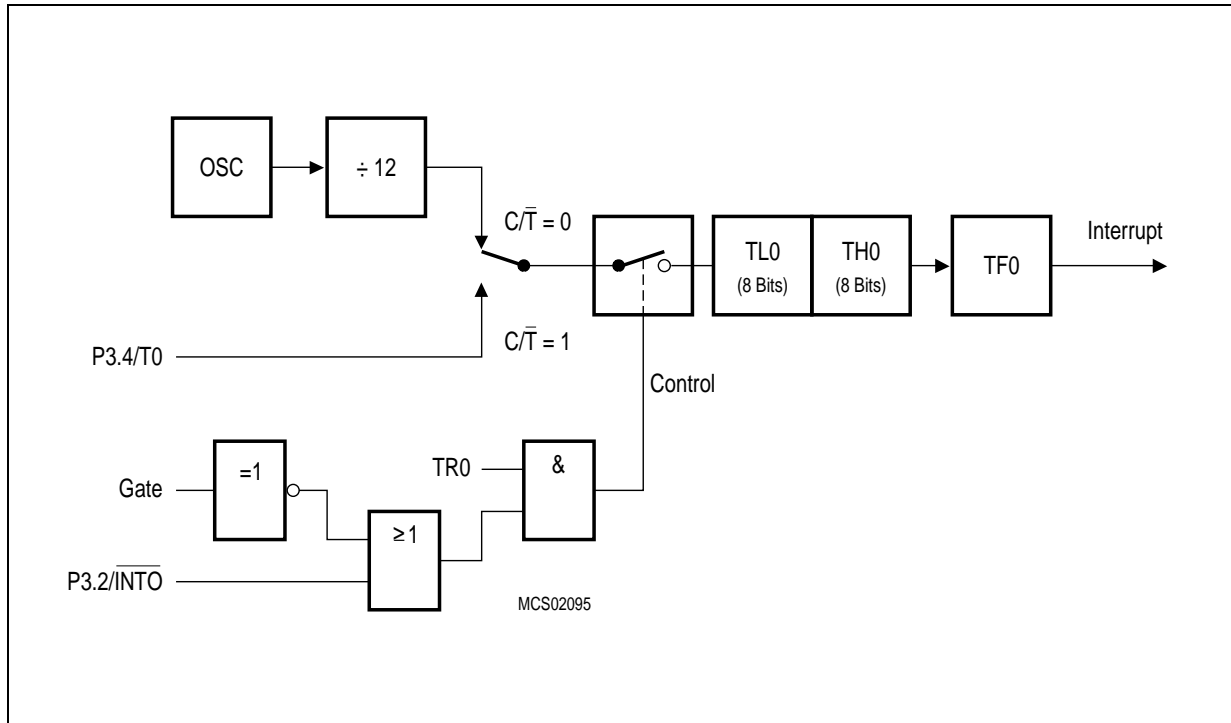 OSC
÷ 12
C/T̅ = 0
TL0
(8 Bits)
TH0
(8 Bits)
TF0
Interrupt
P3.4/T0
C/T̅ = 1
Control
Gate
=1
TR0
&
≥ 1
P3.2/I̅N̅T̅O̅
MCS02095